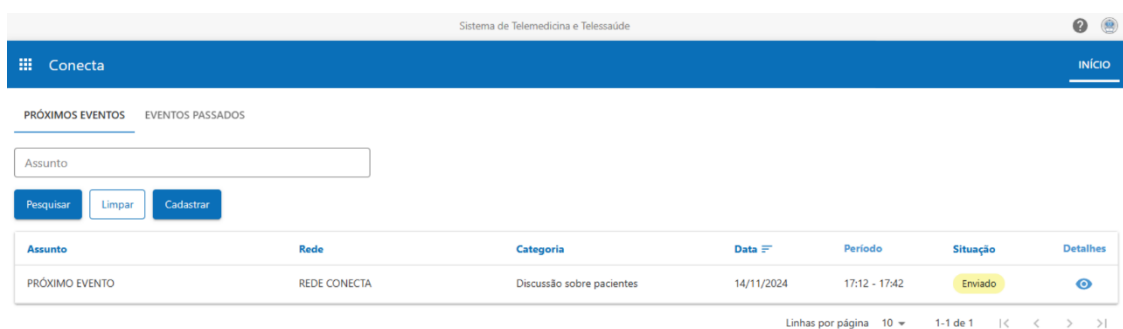 Sistema de Telemedicina e Telessaúde
Conecta INÍCIO
PRÓXIMOS EVENTOS EVENTOS PASSADOS
Assunto
Pesquisar Limpar Cadastrar
Assunto Rede Categoria Data Período Situação Detalhes
PRÓXIMO EVENTO REDE CONECTA Discussão sobre pacientes 14/11/2024 17:12 - 17:42 Enviado
Linhas por página 10 1-1 de 1